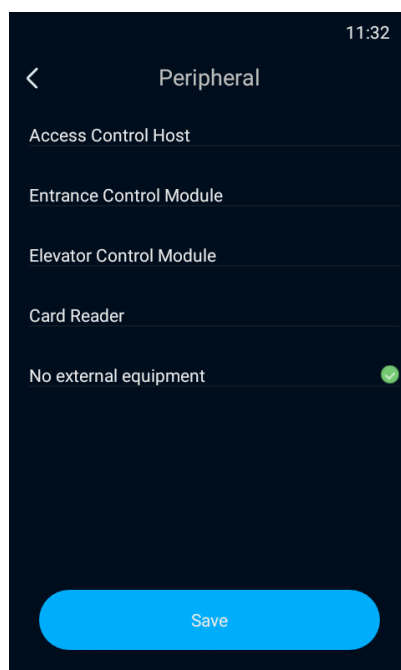 11:32
Peripheral
Access Control Host
Entrance Control Module
Elevator Control Module
Card Reader
No external equipment
Save